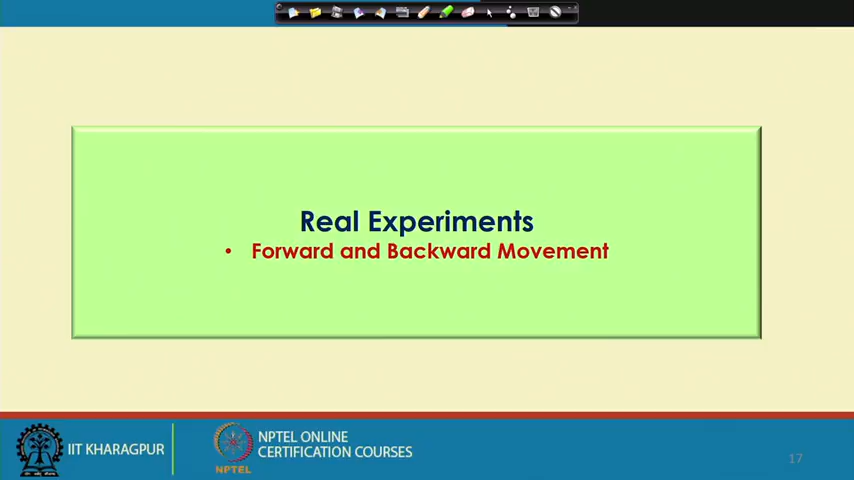 Real Experiments
• Forward and Backward Movement
IIT KHARAGPUR
NPTEL
NPTEL ONLINE
CERTIFICATION COURSES
17